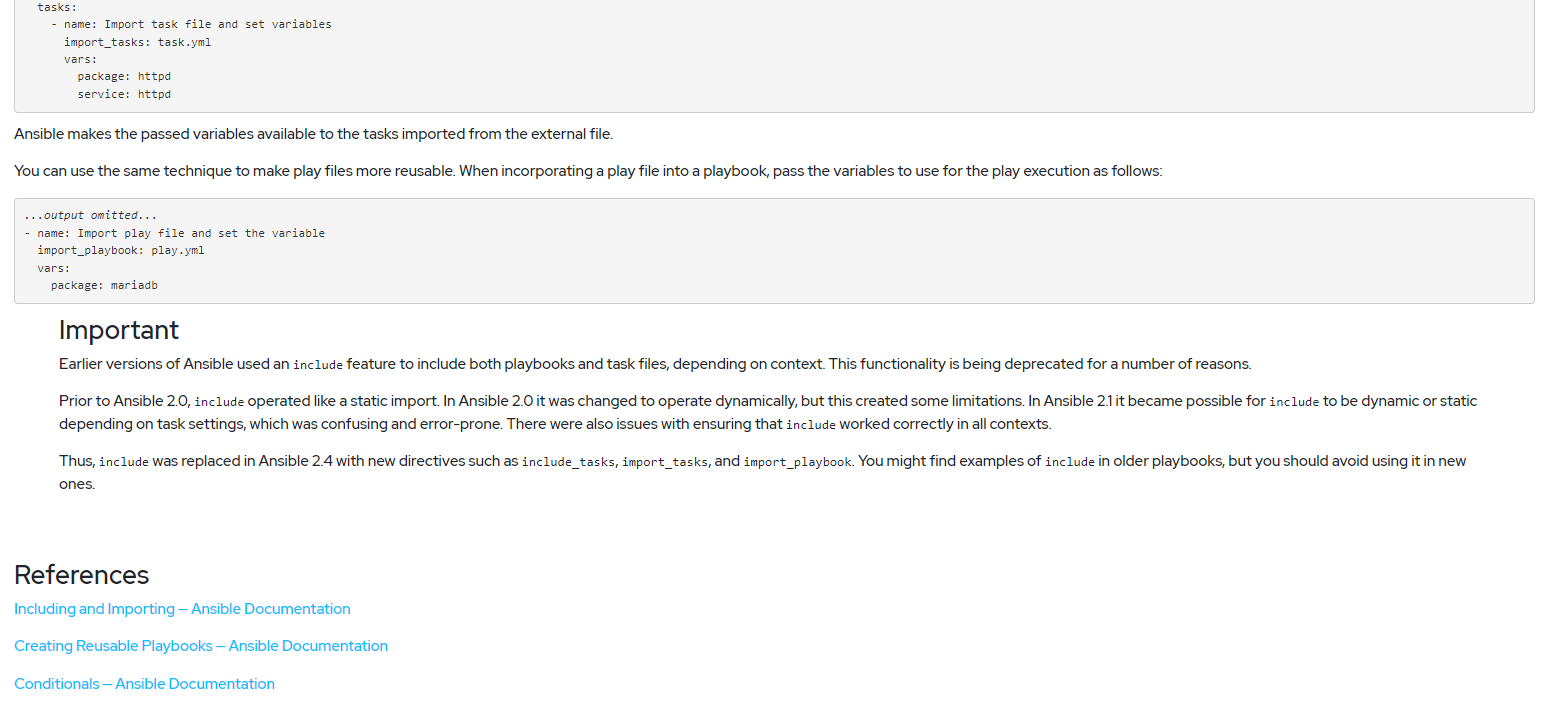 tasks:
- name: Import task file and set variables
import_tasks: task.yml
vars:
package: httpd
service: httpd
Ansible makes the passed variables available to the tasks imported from the external file.
You can use the same technique to make play files more reusable. When incorporating a play file into a playbook, pass the variables to use for the play execution as follows:
...output omitted...
- name: Import play file and set the variable
import_playbook: play.yml
vars:
package: mariadb
Important
Earlier versions of Ansible used an include feature to include both playbooks and task files, depending on context. This functionality is being deprecated for a number of reasons.
Prior to Ansible 2.0, include operated like a static import. In Ansible 2.0 it was changed to operate dynamically, but this created some limitations. In Ansible 2.1 it became possible for include to be dynamic or static
depending on task settings, which was confusing and error-prone. There were also issues with ensuring that include worked correctly in all contexts.
Thus, include was replaced in Ansible 2.4 with new directives such as include_tasks, import_tasks, and import_playbook. You might find examples of include in older playbooks, but you should avoid using it in new
ones.
References
Including and Importing — Ansible Documentation
Creating Reusable Playbooks — Ansible Documentation
Conditionals — Ansible Documentation